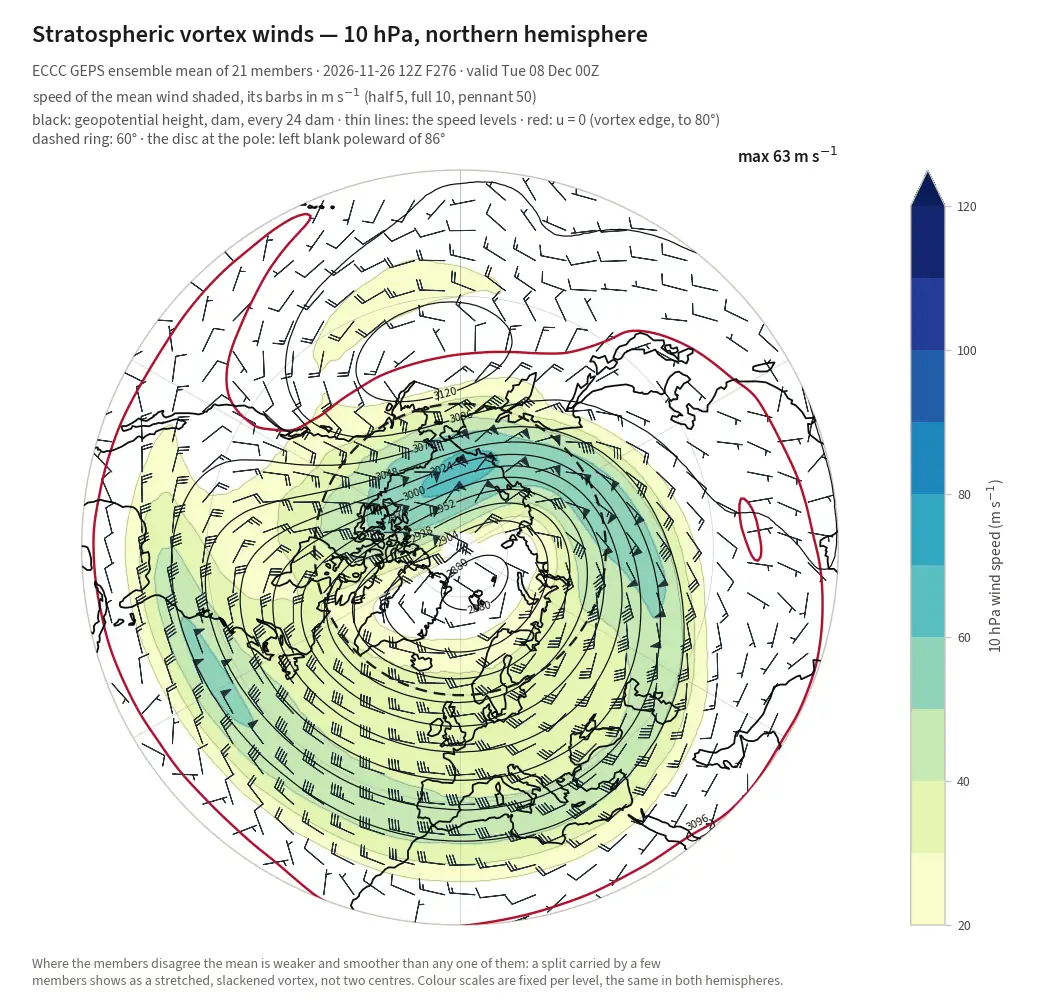 Stratospheric vortex winds — 10 hPa, northern hemisphere
ECCC GEPS ensemble mean of 21 members · 2026-11-26 12Z F276 · valid Tue 08 Dec 00Z
speed of the mean wind shaded, its barbs in m s⁻¹ (half 5, full 10, pennant 50)
black: geopotential height, dam, every 24 dam · thin lines: the speed levels · red: u = 0 (vortex edge, to 80°)
dashed ring: 60° · the disc at the pole: left blank poleward of 86°
max 63 m s⁻¹
120
100
80
60
40
20
10 hPa wind speed (m s⁻¹)
3120
3048
3024
3000
2928
2904
2880
2880
3096
Where the members disagree the mean is weaker and smoother than any one of them: a split carried by a few
members shows as a stretched, slackened vortex, not two centres. Colour scales are fixed per level, the same in both hemispheres.